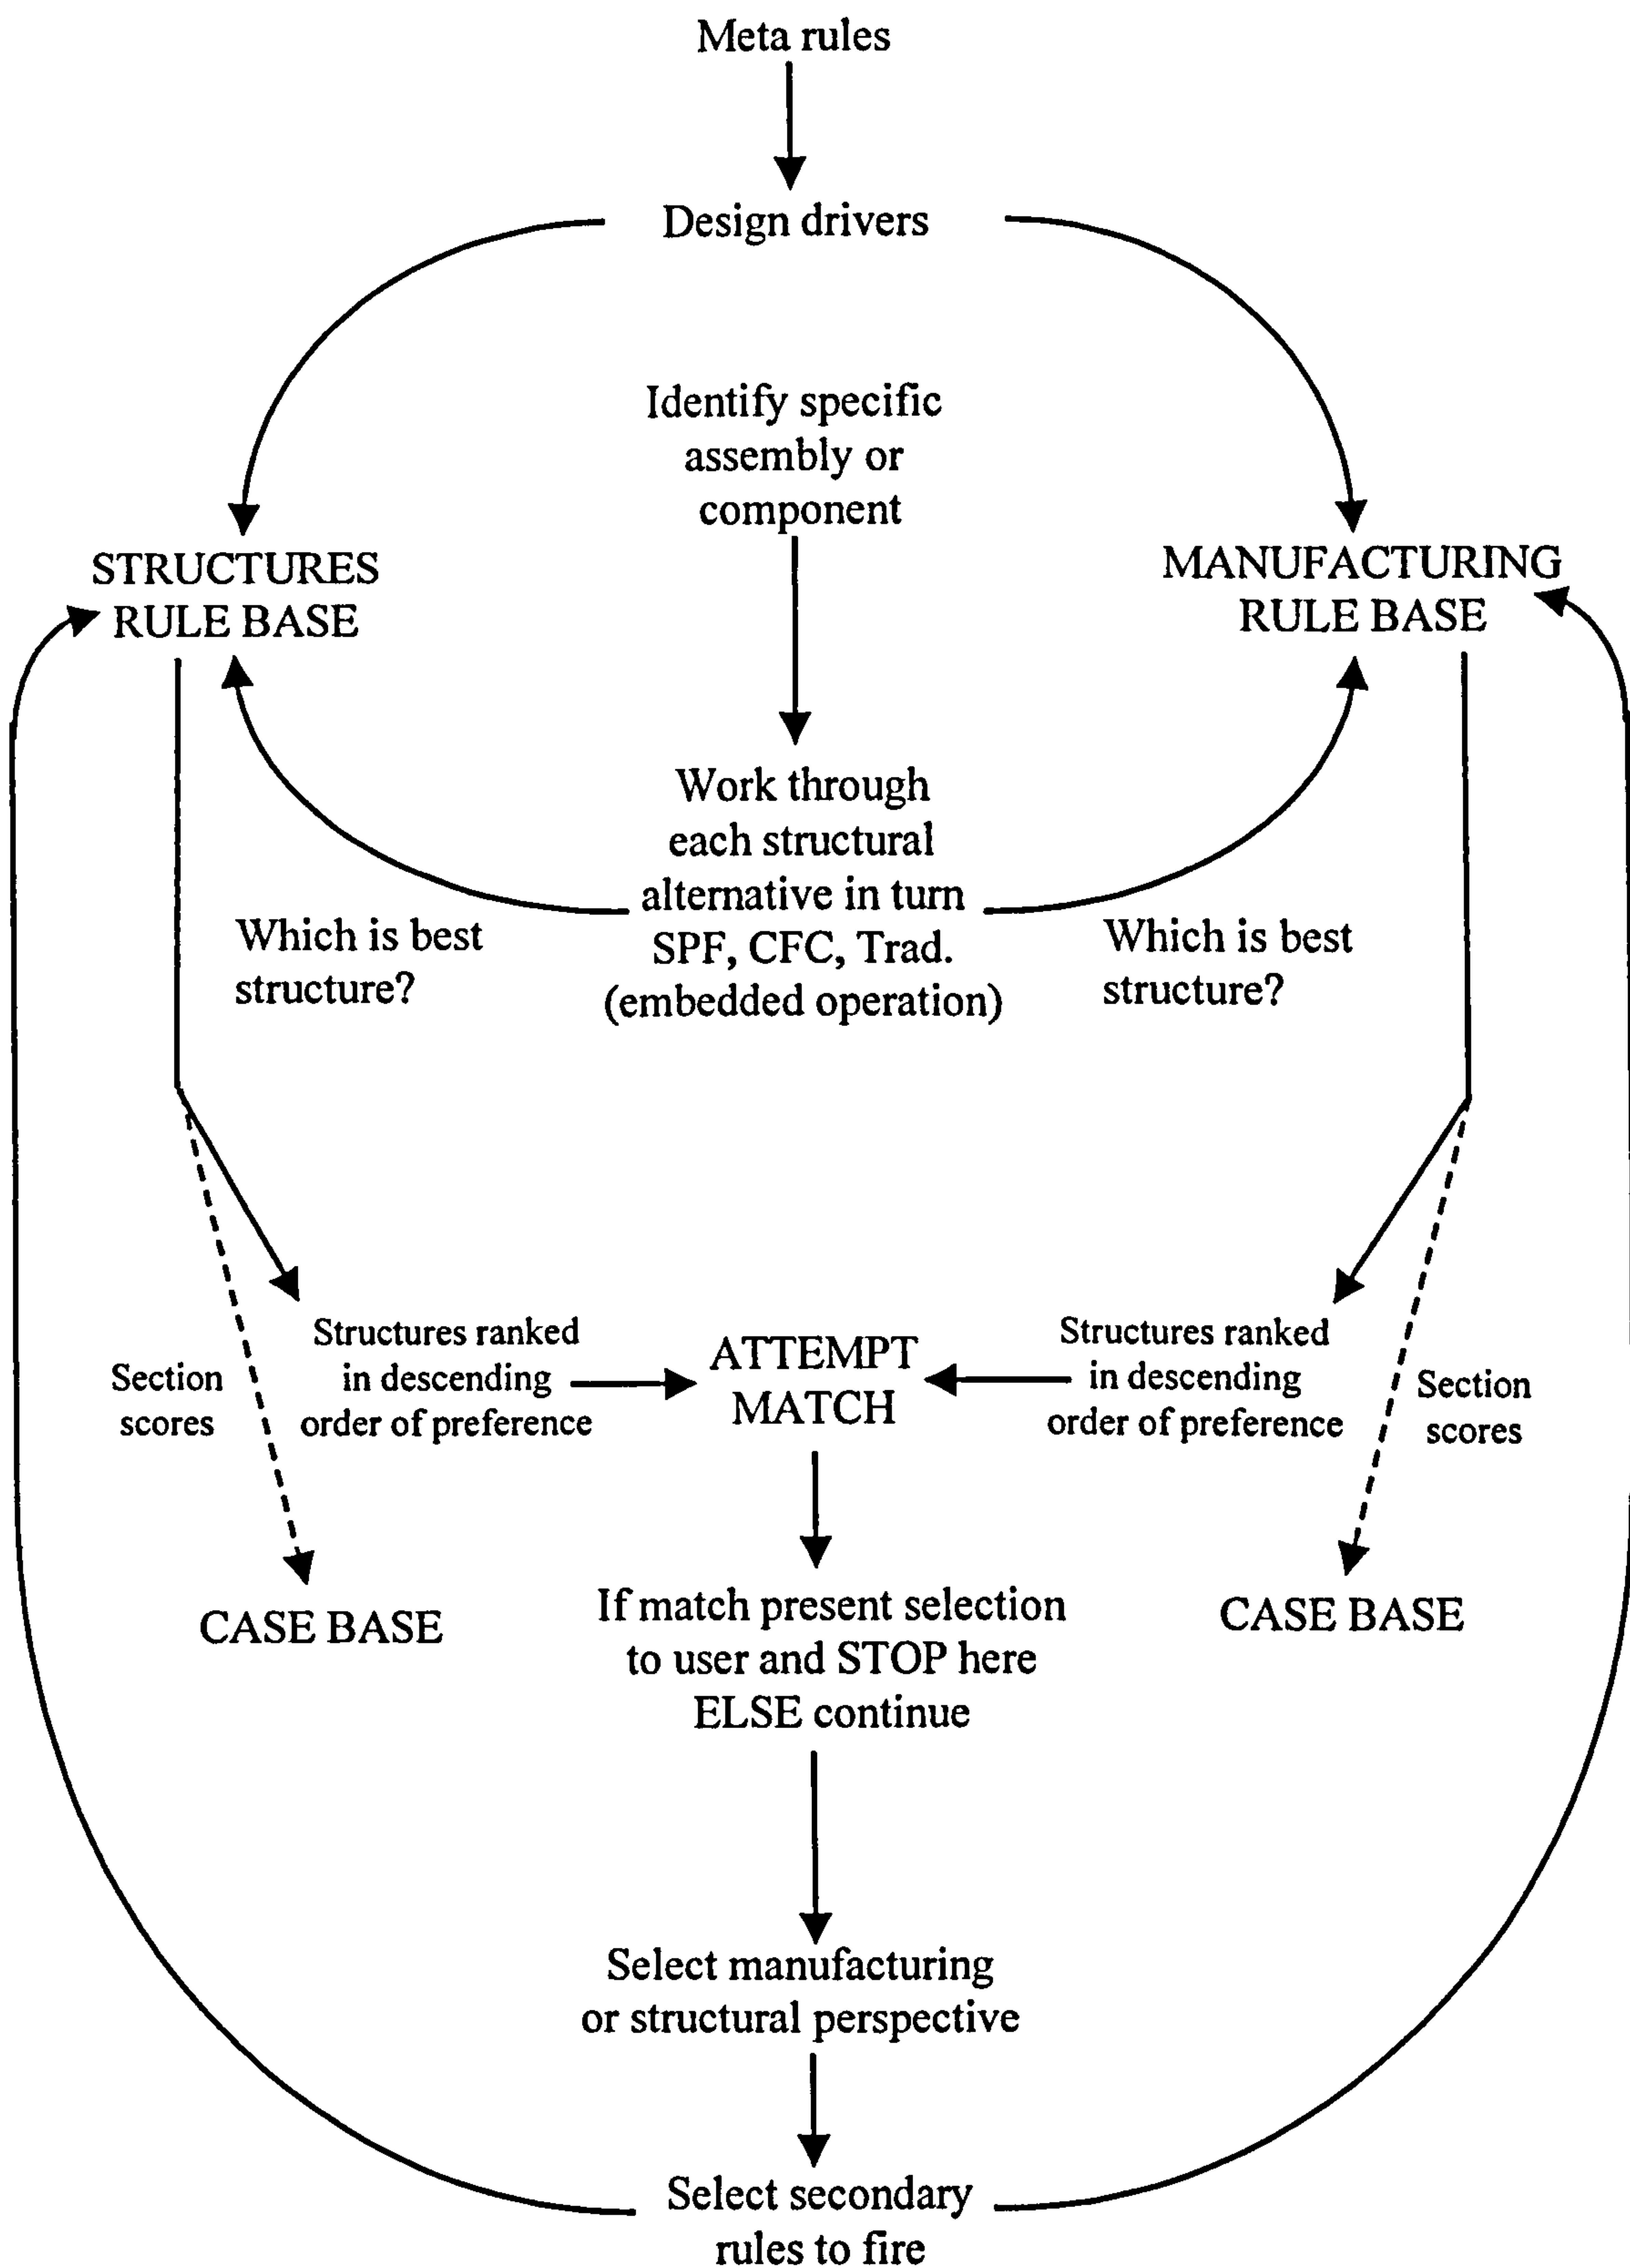 Meta rules
Design drivers
Identify specific
assembly or
component
STRUCTURES
RULE BASE
MANUFACTURING
RULE BASE
Work through
each structural
alternative in turn
SPF, CFC, Trad.
(embedded operation)
Which is best
structure?
Which is best
structure?
Structures ranked
in descending
order of preference
Section
scores
ATTEMPT
MATCH
Structures ranked
in descending
order of preference
Section
scores
CASE BASE
If match present selection
to user and STOP here
ELSE continue
CASE BASE
Select manufacturing
or structural perspective
Select secondary
rules to fire